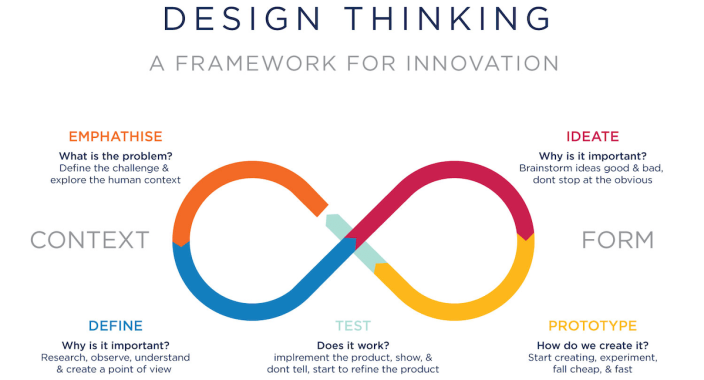 DESIGN THINKING
A FRAMEWORK FOR INNOVATION
EMPHATHISE
What is the problem?
Define the challenge &
explore the human context
IDEATE
Why is it important?
Brainstorm ideas good & bad,
dont stop at the obvious
CONTEXT
FORM
DEFINE
Why is it important?
Research, observe, understand
& create a point of view
TEST
Does it work?
implrement the product, show, &
dont tell, start to refine the product
PROTOTYPE
How do we create it?
Start creating, experiment,
fall cheap, & fast